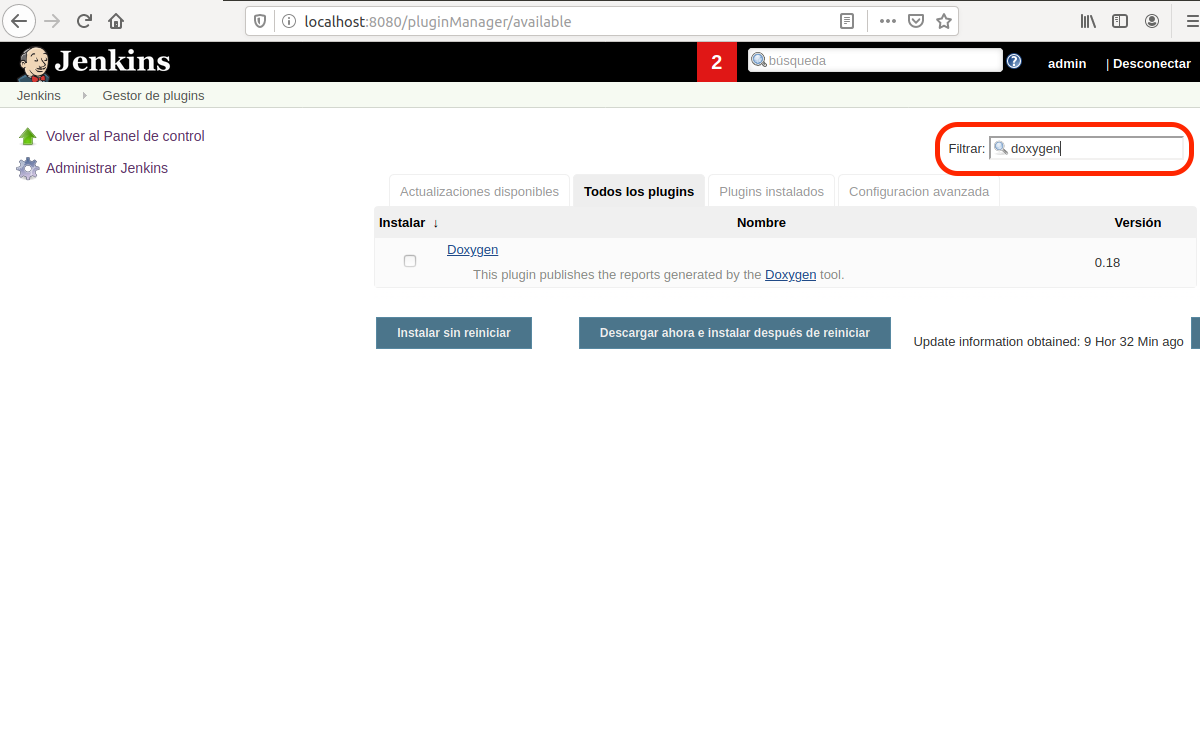 localhost:8080/pluginManager/available
Jenkins
2
búsqueda
admin
| Desconectar
Jenkins
Gestor de plugins
Volver al Panel de control
Administrar Jenkins
Filtrar:
doxygen
Actualizaciones disponibles
Todos los plugins
Plugins instalados
Configuracion avanzada
Instalar ↓
Nombre
Versión
Doxygen
This plugin publishes the reports generated by the Doxygen tool.
0.18
Instalar sin reiniciar
Descargar ahora e instalar después de reiniciar
Update information obtained: 9 Hor 32 Min ago